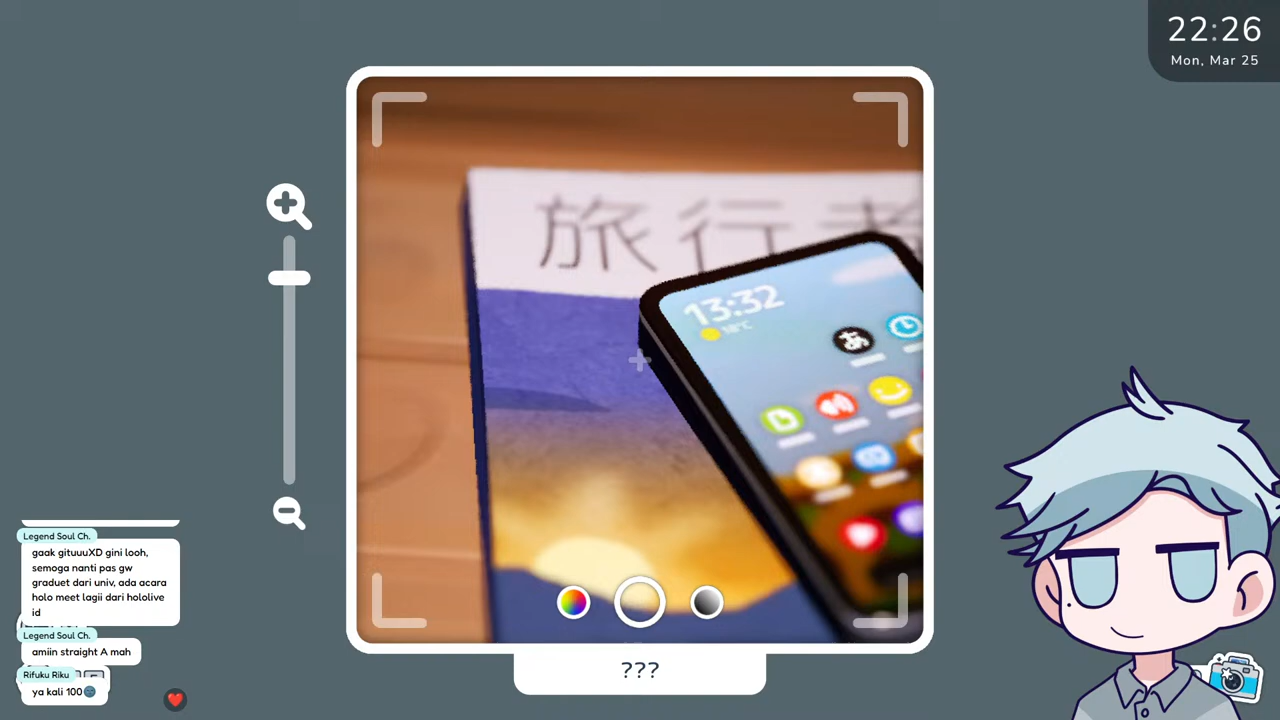 22:26
Mon, Mar 25
旅行者
13:32
あ
???
Legend Soul Ch.
gaak gituuuXD gini looh,
semoga nanti pas gw
graduet dari univ, ada acara
holo meet lagii dari hololive
id
Legend Soul Ch.
amiin straight A mah
Rifuku Riku
ya kali 100